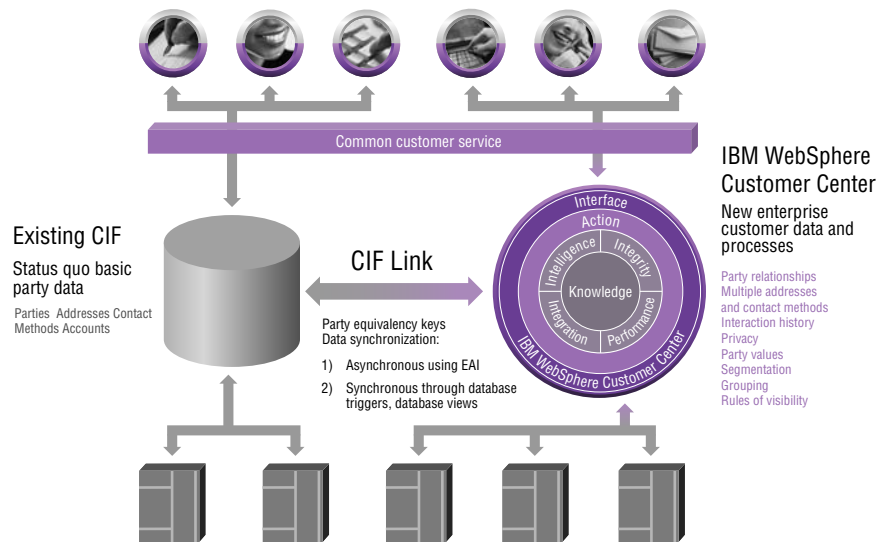 Common customer service
Existing CIF
Status quo basic
party data
Parties  Addresses Contact
Methods Accounts
CIF Link
Party equivalency keys
Data synchronization:
1) Asynchronous using EAI
2) Synchronous through database
triggers, database views
Interface
Action
Intelligence
Integrity
Knowledge
Integration
Performance
IBM WebSphere Customer Center
IBM WebSphere
Customer Center
New enterprise
customer data and
processes
Party relationships
Multiple addresses
and contact methods
Interaction history
Privacy
Party values
Segmentation
Grouping
Rules of visibility